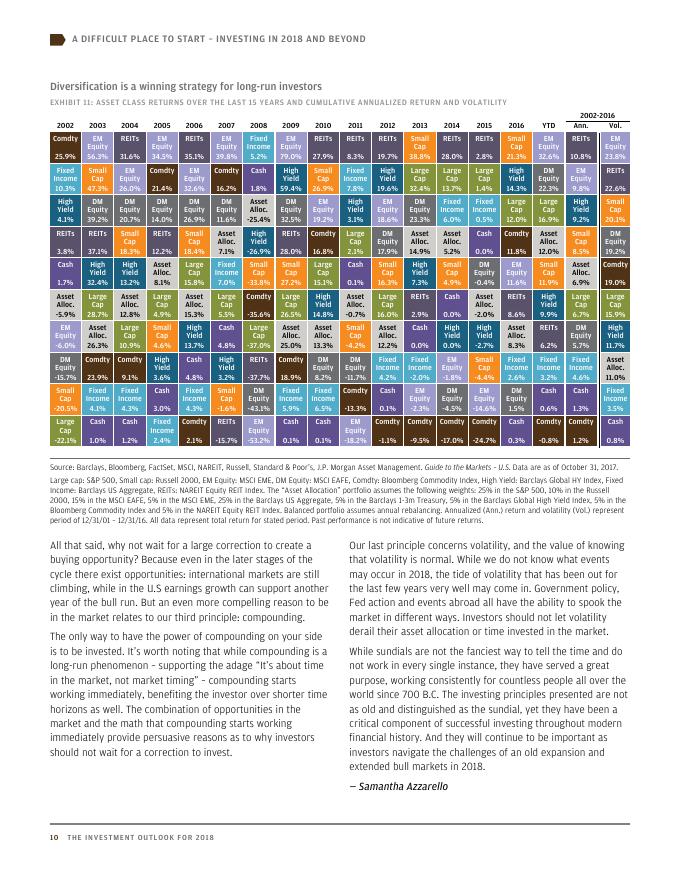 A DIFFICULT PLACE TO START – INVESTING IN 2018 AND BEYOND
Diversification is a winning strategy for long-run investors
EXHIBIT 11: ASSET CLASS RETURNS OVER THE LAST 15 YEARS AND CUMULATIVE ANNUALIZED RETURN AND VOLATILITY
2002-2016
2002 2003 2004 2005 2006 2007 2008 2009 2010 2011 2012 2013 2014 2015 2016 YTD Ann. Vol.
Comdty EM Equity REITs EM Equity REITs EM Equity Fixed Income EM Equity REITs REITs REITs Small Cap REITs REITs Small Cap EM Equity REITs EM Equity
25.9% 56.3% 31.6% 34.5% 35.1% 39.8% 5.2% 79.0% 27.9% 8.3% 19.7% 38.8% 28.0% 2.8% 21.3% 32.6% 10.8% 23.8%
Fixed Income Small Cap EM Equity Comdty EM Equity Comdty Cash High Yield Small Cap Fixed Income High Yield Large Cap Large Cap Large Cap High Yield DM Equity EM Equity REITs
10.3% 47.3% 26.0% 21.4% 32.6% 16.2% 1.8% 59.4% 26.9% 7.8% 19.6% 32.4% 13.7% 1.4% 14.3% 22.3% 9.8% 22.6%
High Yield DM Equity DM Equity DM Equity DM Equity DM Equity Asset Alloc. DM Equity EM Equity High Yield EM Equity DM Equity Fixed Income Fixed Income Large Cap Large Cap High Yield Small Cap
4.1% 39.2% 20.7% 14.0% 26.9% 11.6% -25.4% 32.5% 19.2% 3.1% 18.6% 23.3% 6.0% 0.5% 12.0% 16.9% 9.2% 20.1%
REITs REITs Small Cap REITs Small Cap Asset Alloc. High Yield REITs Comdty Large Cap DM Equity Asset Alloc. Asset Alloc. Cash Comdty Asset Alloc. Small Cap DM Equity
3.8% 37.1% 18.3% 12.2% 18.4% 7.1% -26.9% 28.0% 16.8% 2.1% 17.9% 14.9% 5.2% 0.0% 11.8% 12.0% 8.5% 19.2%
Cash High Yield High Yield Asset Alloc. Large Cap Fixed Income Small Cap Small Cap Large Cap Cash Small Cap High Yield Small Cap DM Equity EM Equity Small Cap Asset Alloc. Comdty
1.7% 32.4% 13.2% 8.1% 15.8% 7.0% -33.8% 27.2% 15.1% 0.1% 16.3% 7.3% 4.9% -0.4% 11.6% 11.9% 6.9% 19.0%
Asset Alloc. Large Cap Asset Alloc. Large Cap Asset Alloc. Large Cap Comdty Large Cap High Yield Asset Alloc. Large Cap REITs Cash Asset Alloc. REITs High Yield Large Cap Large Cap
-5.9% 28.7% 12.8% 4.9% 15.3% 5.5% -35.6% 26.5% 14.8% -0.7% 16.0% 2.9% 0.0% -2.0% 8.6% 9.9% 6.7% 15.9%
EM Equity Asset Alloc. Large Cap Small Cap High Yield Cash Large Cap Asset Alloc. Asset Alloc. Small Cap Asset Alloc. Cash High Yield High Yield Asset Alloc. REITs DM Equity High Yield
-6.0% 26.3% 10.9% 4.6% 13.7% 4.8% -37.0% 25.0% 13.3% -4.2% 12.2% 0.0% 0.0% -2.7% 8.3% 6.2% 5.7% 11.7%
DM Equity Comdty Comdty High Yield Cash High Yield REITs Comdty DM Equity DM Equity Fixed Income Fixed Income EM Equity Small Cap Fixed Income Fixed Income Fixed Income Asset Alloc.
-15.7% 23.9% 9.1% 3.6% 4.8% 3.2% -37.7% 18.9% 8.2% -11.7% 4.2% -2.0% -1.8% -4.4% 2.6% 3.2% 4.6% 11.0%
Small Cap Fixed Income Fixed Income Cash Fixed Income Small Cap DM Equity Fixed Income Fixed Income Comdty Cash EM Equity DM Equity EM Equity DM Equity Cash Cash Fixed Income
-20.5% 4.1% 4.3% 3.0% 4.3% -1.6% -43.1% 5.9% 6.5% -13.3% 0.1% -2.3% -4.5% -14.6% 1.5% 0.6% 1.3% 3.5%
Large Cap Cash Cash Fixed Income Comdty REITs EM Equity Cash Cash EM Equity Comdty Comdty Comdty Comdty Cash Comdty Comdty Cash
-22.1% 1.0% 1.2% 2.4% 2.1% -15.7% -53.2% 0.1% 0.1% -18.2% -1.1% -9.5% -17.0% -24.7% 0.3% -0.8% 1.2% 0.8%
Source: Barclays, Bloomberg, FactSet, MSCI, NAREIT, Russell, Standard & Poor's, J.P. Morgan Asset Management. Guide to the Markets - U.S. Data are as of October 31, 2017.
Large cap: S&P 500, Small cap: Russell 2000, EM Equity: MSCI EME, DM Equity: MSCI EAFE, Comdty: Bloomberg Commodity Index, High Yield: Barclays Global HY Index, Fixed
Income: Barclays US Aggregate, REITs: NAREIT Equity REIT Index. The "Asset Allocation" portfolio assumes the following weights: 25% in the S&P 500, 10% in the Russell
2000, 15% in the MSCI EAFE, 5% in the MSCI EME, 25% in the Barclays US Aggregate, 5% in the Barclays 1-3m Treasury, 5% in the Barclays Global High Yield Index, 5% in the
Bloomberg Commodity Index and 5% in the NAREIT Equity REIT Index. Balanced portfolio assumes annual rebalancing. Annualized (Ann.) return and volatility (Vol.) represent
period of 12/31/01 – 12/31/16. All data represent total return for stated period. Past performance is not indicative of future returns.
All that said, why not wait for a large correction to create a
buying opportunity? Because even in the later stages of the
cycle there exist opportunities: international markets are still
climbing, while in the U.S earnings growth can support another
year of the bull run. But an even more compelling reason to be
in the market relates to our third principle: compounding.
The only way to have the power of compounding on your side
is to be invested. It's worth noting that while compounding is a
long-run phenomenon – supporting the adage "It's about time
in the market, not market timing" – compounding starts
working immediately, benefiting the investor over shorter time
horizons as well. The combination of opportunities in the
market and the math that compounding starts working
immediately provide persuasive reasons as to why investors
should not wait for a correction to invest.
Our last principle concerns volatility, and the value of knowing
that volatility is normal. While we do not know what events
may occur in 2018, the tide of volatility that has been out for
the last few years very well may come in. Government policy,
Fed action and events abroad all have the ability to spook the
market in different ways. Investors should not let volatility
derail their asset allocation or time invested in the market.
While sundials are not the fanciest way to tell the time and do
not work in every single instance, they have served a great
purpose, working consistently for countless people all over the
world since 700 B.C. The investing principles presented are not
as old and distinguished as the sundial, yet they have been a
critical component of successful investing throughout modern
financial history. And they will continue to be important as
investors navigate the challenges of an old expansion and
extended bull markets in 2018.
– Samantha Azzarello
10 THE INVESTMENT OUTLOOK FOR 2018